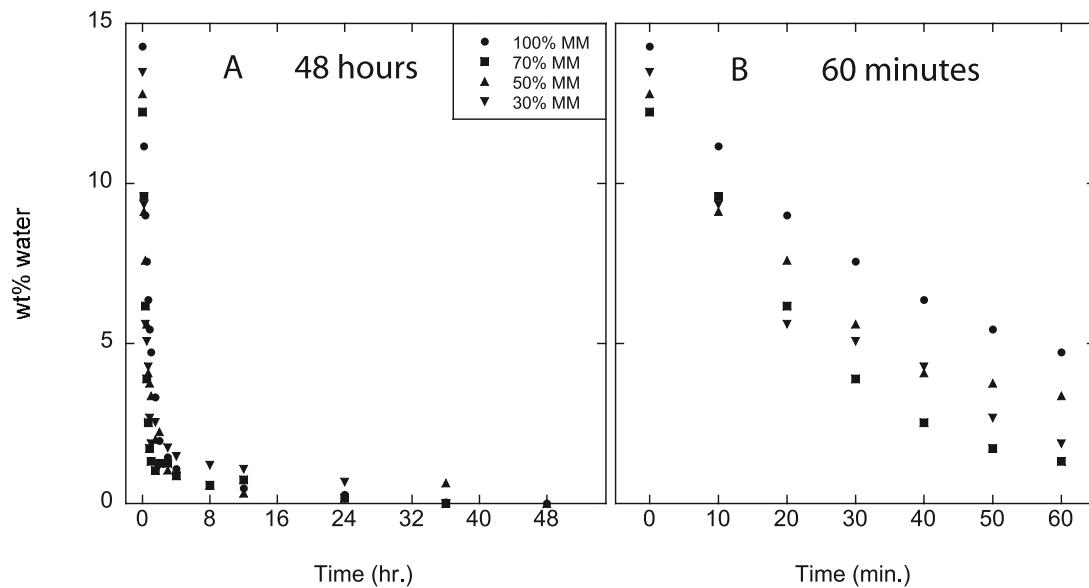 15
10
5
0
wt% water
A 48 hours
100% MM
70% MM
50% MM
30% MM
0 8 16 24 32 40 48
Time (hr.)
B 60 minutes
0 10 20 30 40 50 60
Time (min.)